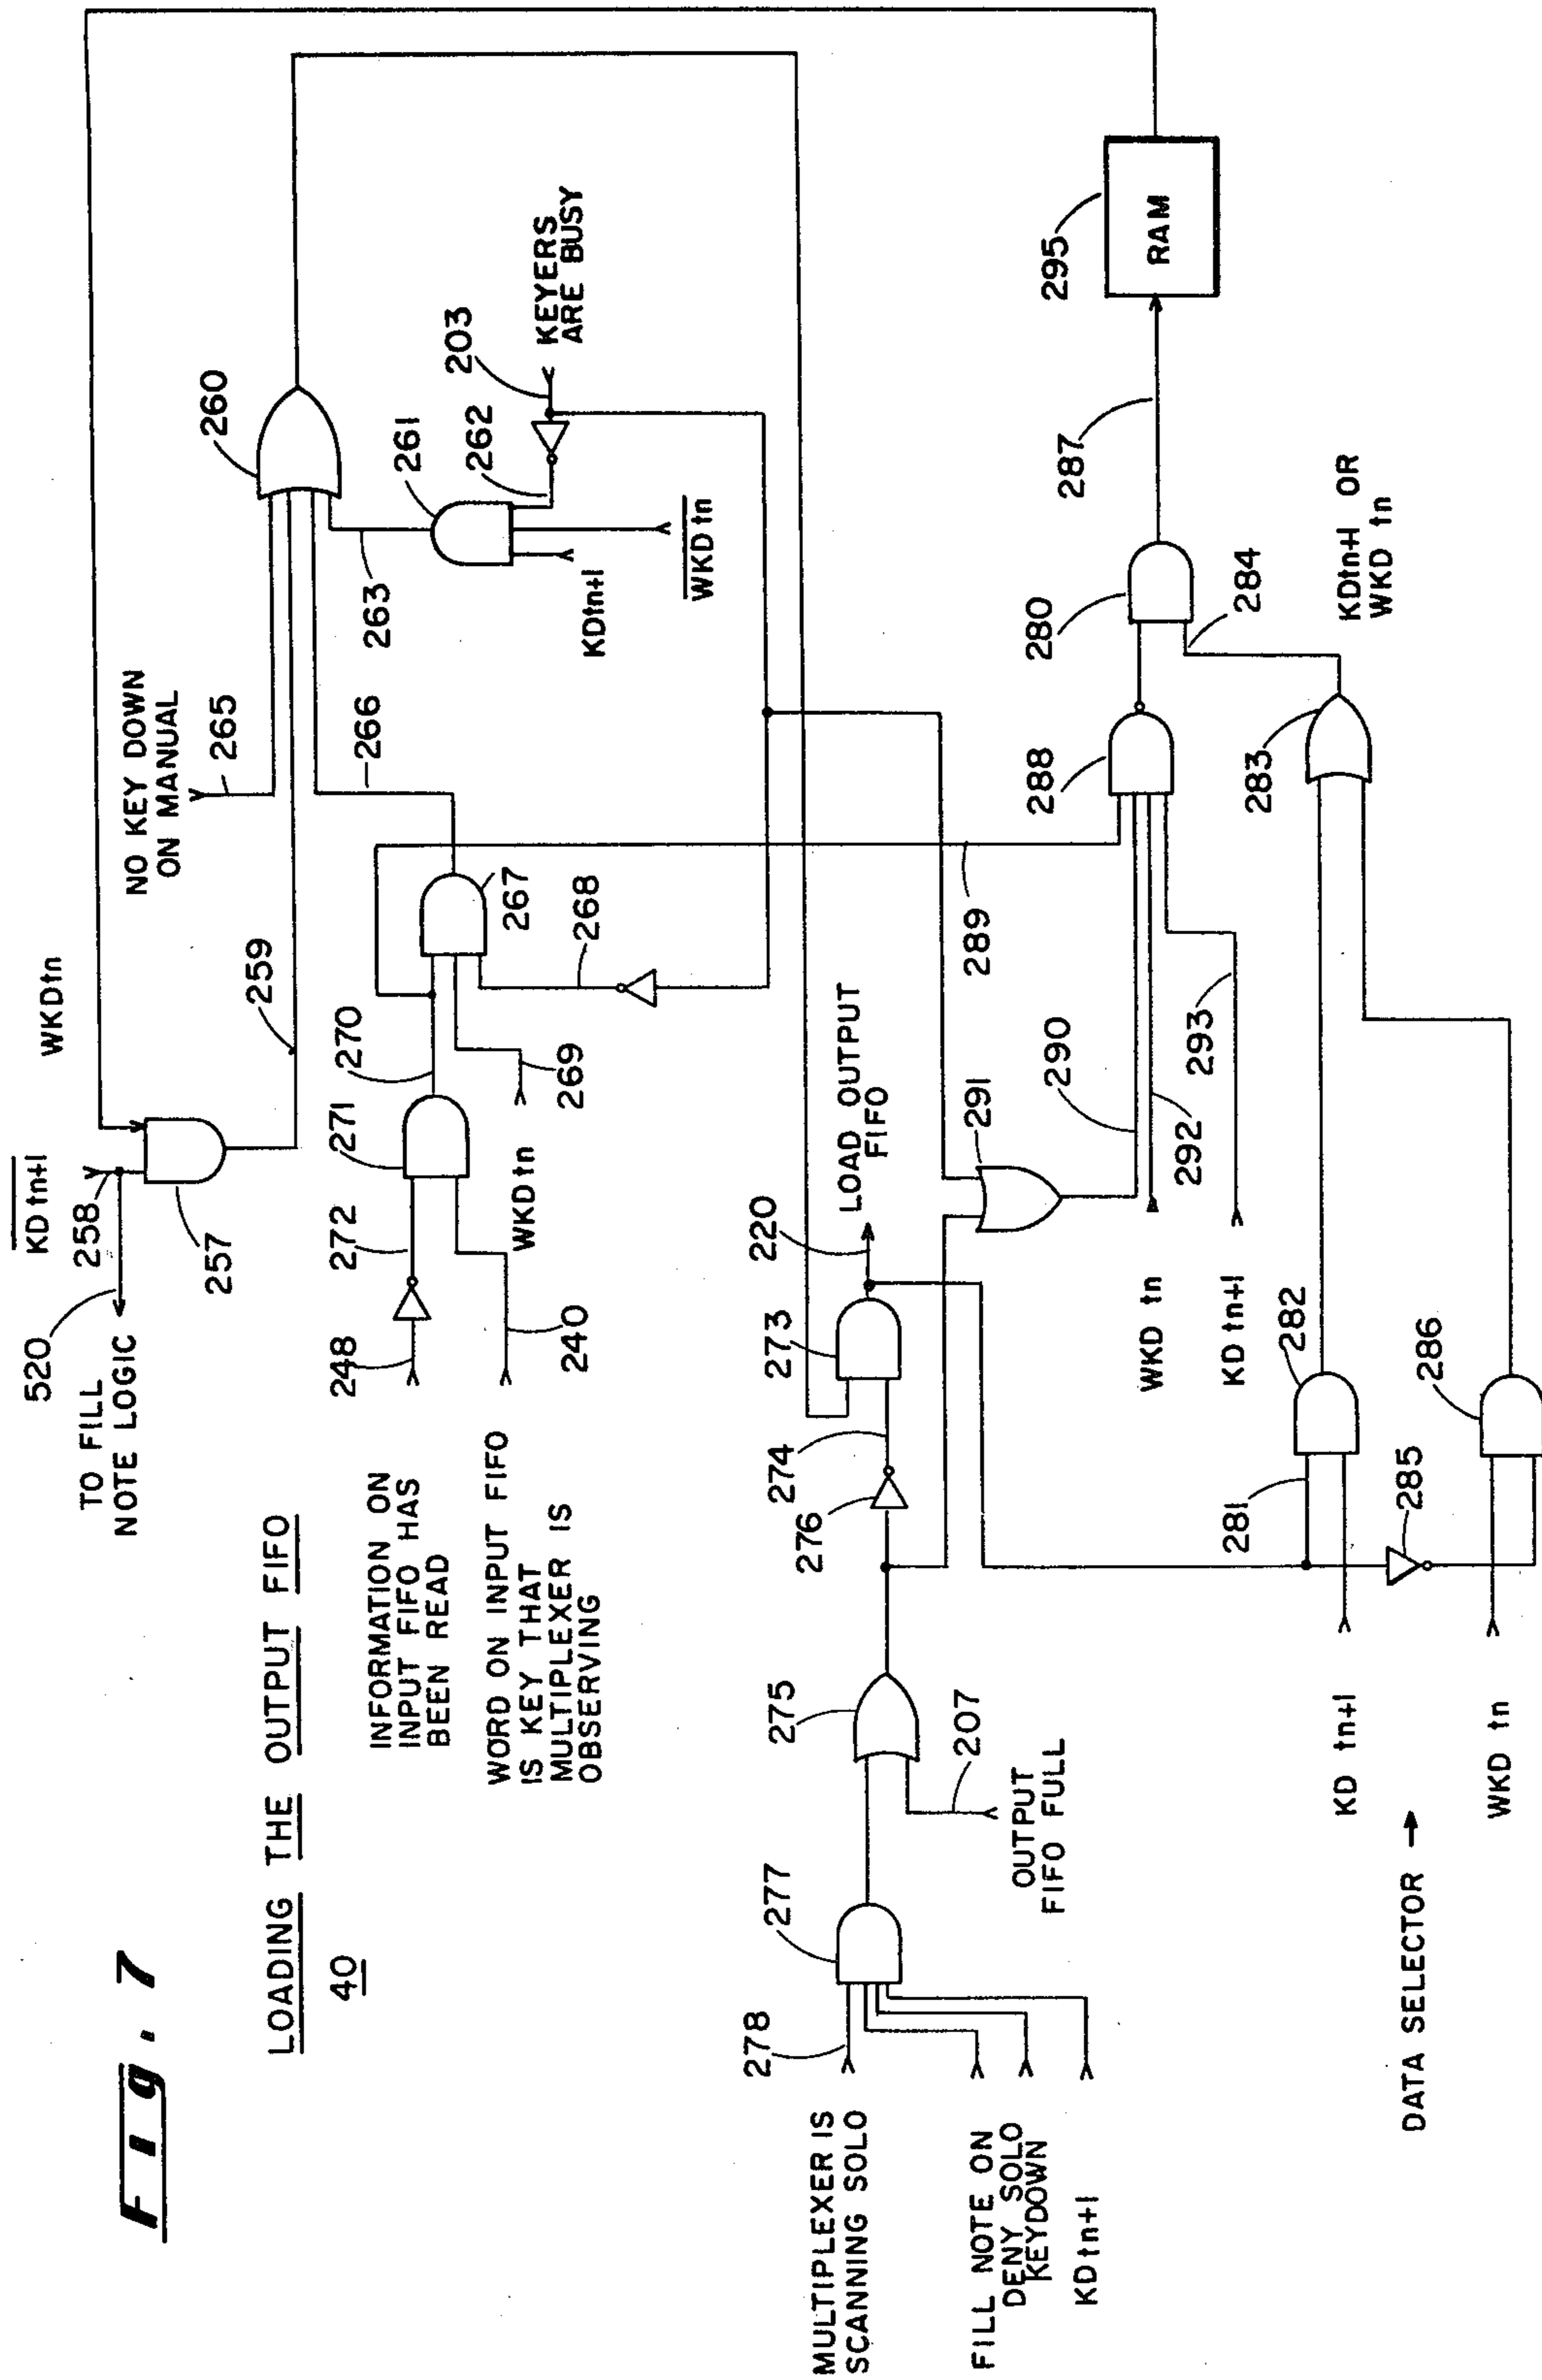 Fig. 7
LOADING THE OUTPUT FIFO
40
520
TO FILL
NOTE LOGIC
KD tn+1
258
257
WKDtn
259
INFORMATION ON
INPUT FIFO HAS
BEEN READ
248
272
271
270
WORD ON INPUT FIFO
IS KEY THAT
MULTIPLEXER IS
OBSERVING
240
WKDtn
269
268
267
266
NO KEY DOWN
ON MANUAL
265
260
263
261
262
203
KEYERS
ARE BUSY
KDtn+1
WKDtn
MULTIPLEXER IS
SCANNING SOLO
278
277
FILL NOTE ON
DENY SOLO
KEYDOWN
KDtn+1
275
207
OUTPUT
FIFO FULL
276
274
273
220
LOAD OUTPUT
FIFO
291
290
289
WKD tn
292
KD tn+1
293
288
280
287
295
RAM
284
KDtn+1 OR
WKD tn
283
DATA SELECTOR →
KD tn+1
281
282
285
WKD tn
286